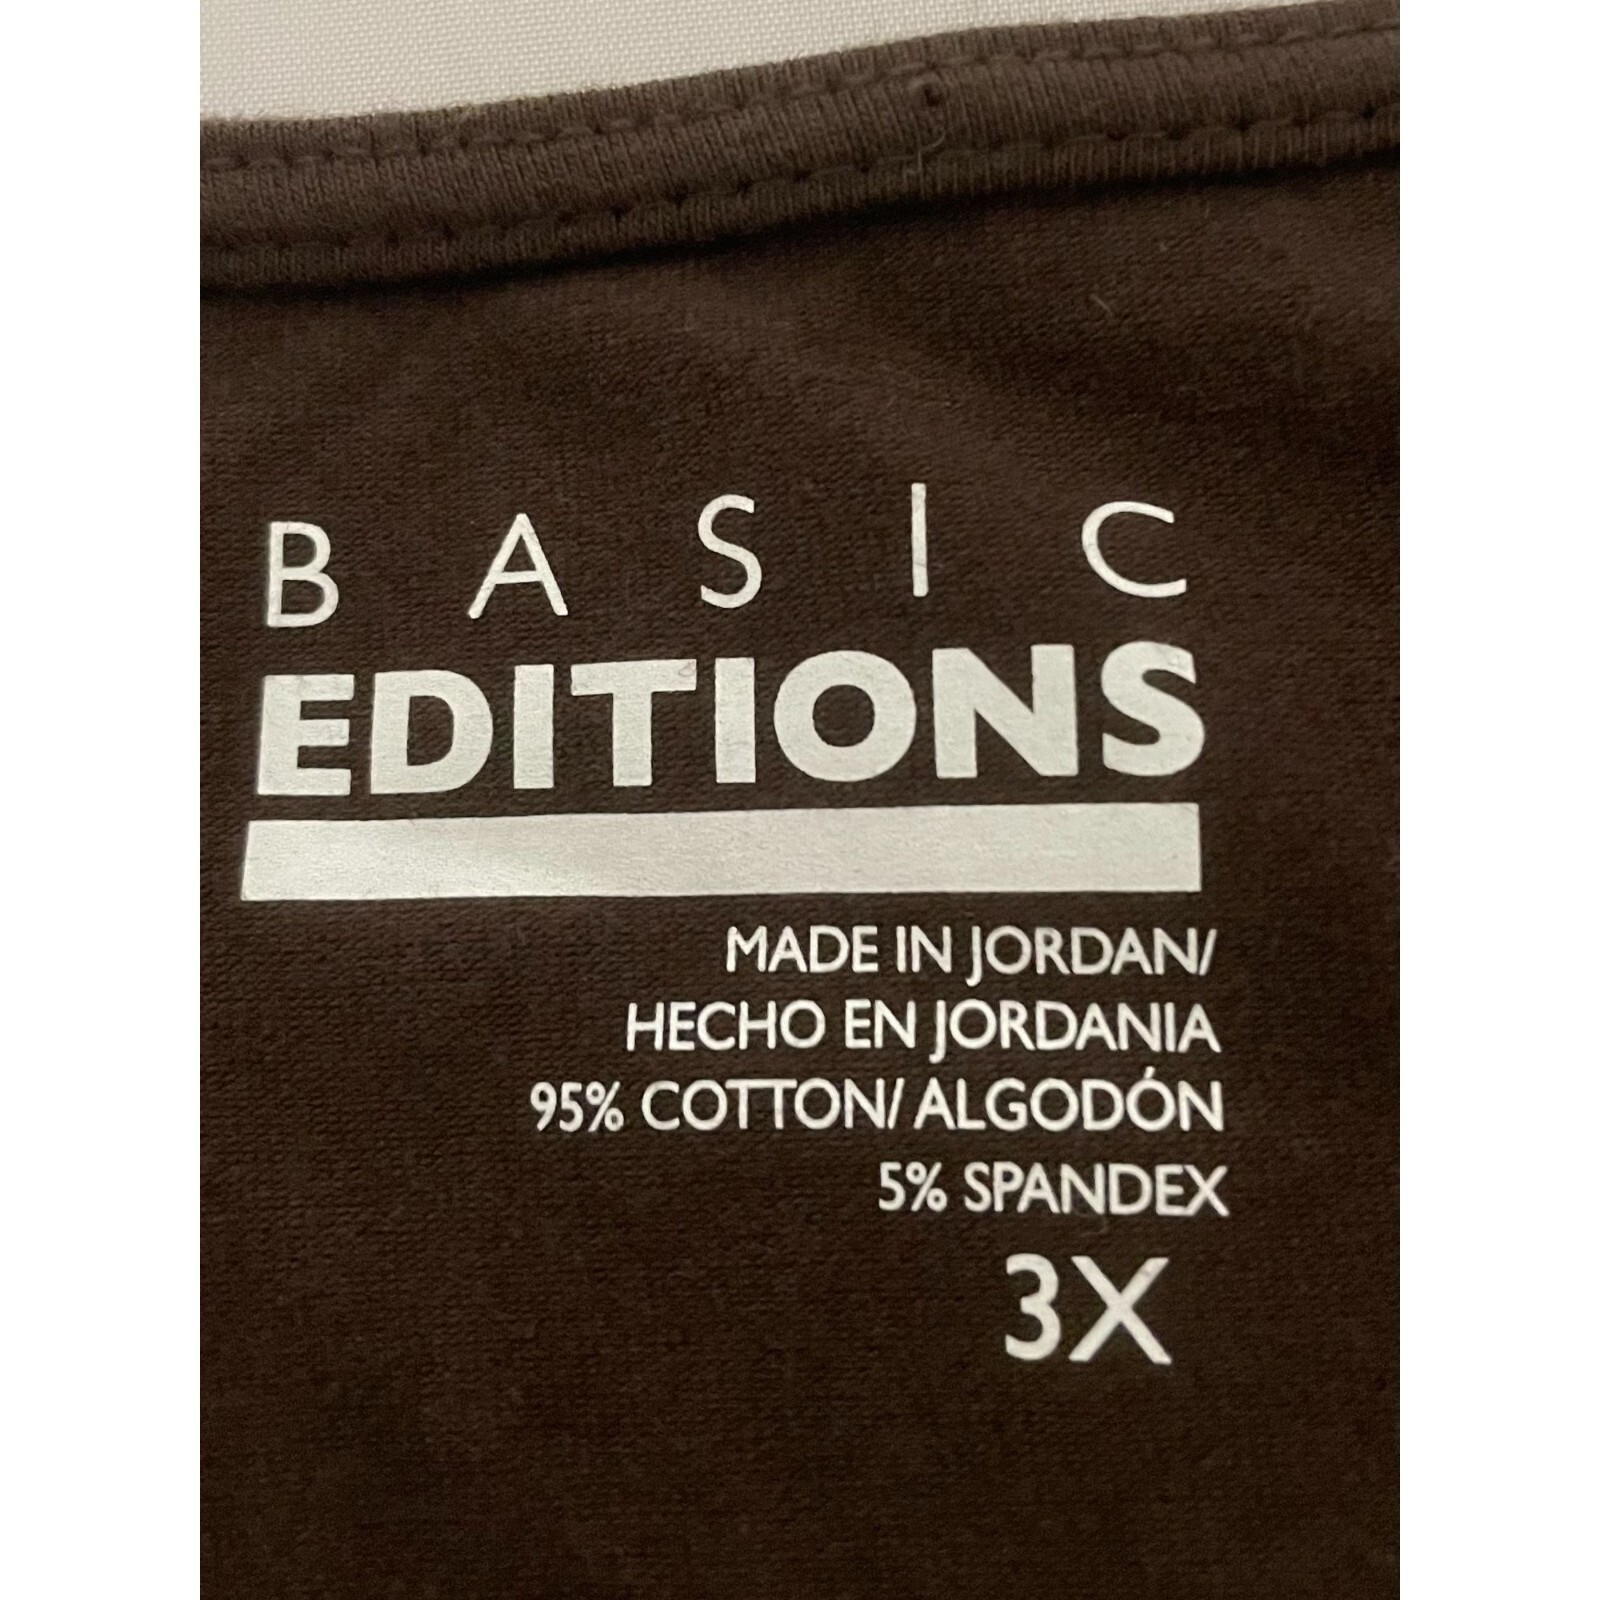 BASIC
EDITIONS
MADE IN JORDAN/
HECHO EN JORDANIA
95% COTTON/ ALGODÓN
5% SPANDEX
3X